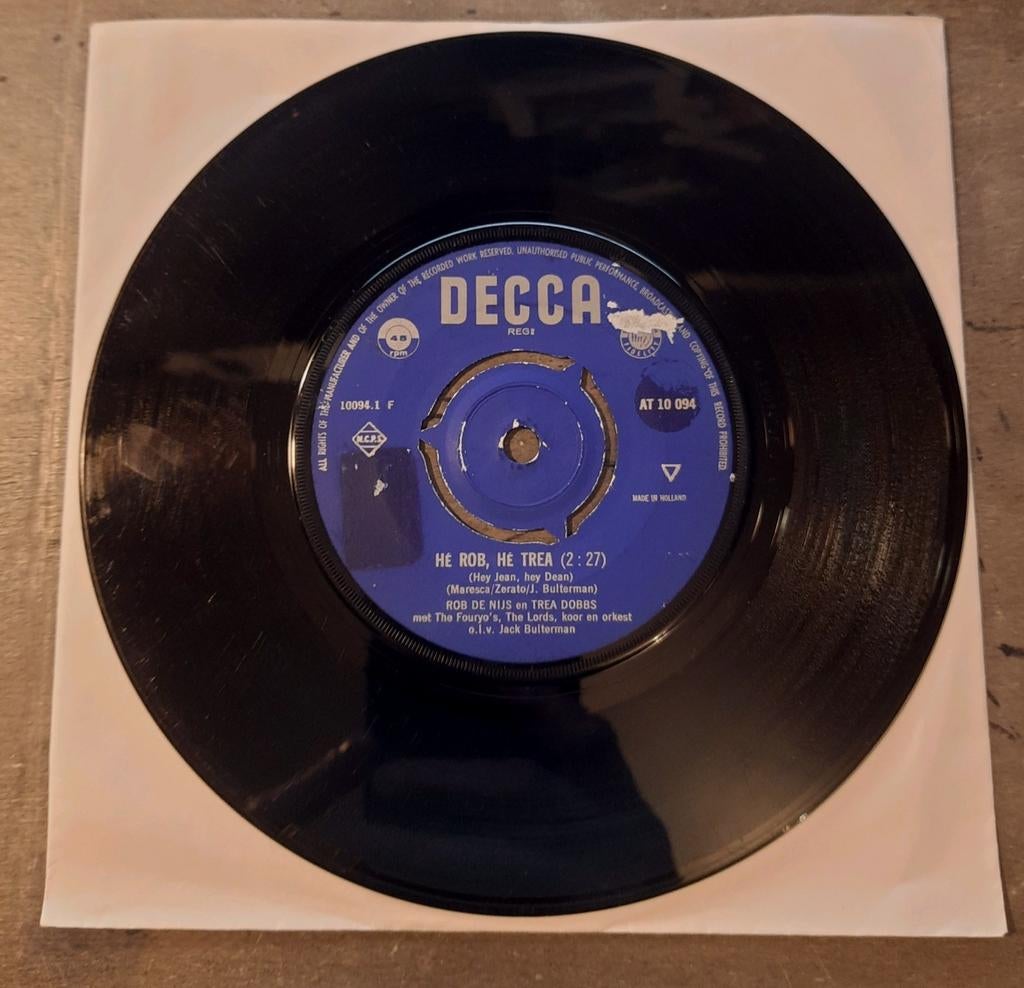 ALL RIGHTS OF THE MANUFACTURER AND OF THE OWNER OF THE RECORDED WORK RESERVED. UNAUTHORISED PUBLIC PERFORMANCE, BROADCASTING AND COPYING OF THIS RECORD PROHIBITED
DECCA
REGD
45
rpm
10094.1 F
AT 10 094
MADE IN HOLLAND
HÉ ROB, HÉ TREA (2 : 27)
(Hey Jean, hey Dean)
(Maresca/Zerato/J. Bulterman)
ROB DE NIJS en TREA DOBBS
met The Fouryo's, The Lords, koor en orkest
o.l.v. Jack Bulterman